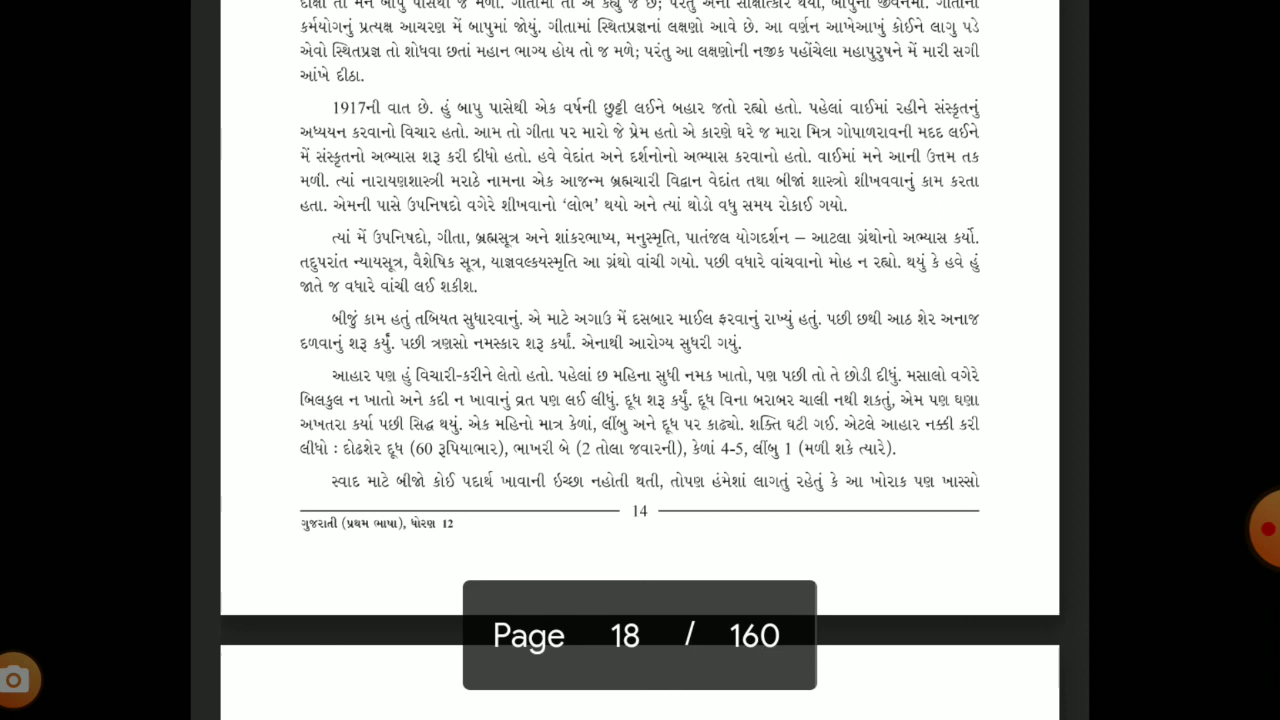 દીક્ષા તો મને બાપુ પાસેથી જ મળી. ગીતામાં તો એ કહ્યું જ છે; પરંતુ એનો સાક્ષાત્કાર થયો, બાપુના જીવનમાં. ગીતાના
કર્મયોગનું પ્રત્યક્ષ આચરણ મેં બાપુમાં જોયું. ગીતામાં સ્થિતપ્રજ્ઞનાં લક્ષણો આવે છે. આ વર્ણન આખેઆખું કોઈને લાગુ પડે
એવો સ્થિતપ્રજ્ઞ તો શોધવા છતાં મહાન ભાગ્ય હોય તો જ મળે; પરંતુ આ લક્ષણોની નજીક પહોંચેલા મહાપુરુષને મેં મારી સગી
આંખે દીઠા.
1917ની વાત છે. હું બાપુ પાસેથી એક વર્ષની છુટ્ટી લઈને બહાર જતો રહ્યો હતો. પહેલાં વાઈમાં રહીને સંસ્કૃતનું
અધ્યયન કરવાનો વિચાર હતો. આમ તો ગીતા પર મારો જે પ્રેમ હતો એ કારણે ઘરે જ મારા મિત્ર ગોપાળરાવની મદદ લઈને
મેં સંસ્કૃતનો અભ્યાસ શરૂ કરી દીધો હતો. હવે વેદાંત અને દર્શનોનો અભ્યાસ કરવાનો હતો. વાઈમાં મને આની ઉત્તમ તક
મળી. ત્યાં નારાયણશાસ્ત્રી મરાઠે નામના એક આજન્મ બ્રહ્મચારી વિદ્વાન વેદાંત તથા બીજાં શાસ્ત્રો શીખવવાનું કામ કરતા
હતા. એમની પાસે ઉપનિષદો વગેરે શીખવાનો ‘લોભ’ થયો અને ત્યાં થોડો વધુ સમય રોકાઈ ગયો.
ત્યાં મેં ઉપનિષદો, ગીતા, બ્રહ્મસૂત્ર અને શાંકરભાષ્ય, મનુસ્મૃતિ, પાતંજલ યોગદર્શન – આટલા ગ્રંથોનો અભ્યાસ કર્યો.
તદુપરાંત ન્યાયસૂત્ર, વૈશેષિક સૂત્ર, યાજ્ઞવલ્કયસ્મૃતિ આ ગ્રંથો વાંચી ગયો. પછી વધારે વાંચવાનો મોહ ન રહ્યો. થયું કે હવે હું
જાતે જ વધારે વાંચી લઈ શકીશ.
બીજું કામ હતું તબિયત સુધારવાનું. એ માટે અગાઉ મેં દસબાર માઈલ ફરવાનું રાખ્યું હતું. પછી છથી આઠ શેર અનાજ
દળવાનું શરૂ કર્યું. પછી ત્રણસો નમસ્કાર શરૂ કર્યાં. એનાથી આરોગ્ય સુધરી ગયું.
આહાર પણ હું વિચારી-કરીને લેતો હતો. પહેલાં છ મહિના સુધી નમક ખાતો, પણ પછી તો તે છોડી દીધું. મસાલો વગેરે
બિલકુલ ન ખાતો અને કદી ન ખાવાનું વ્રત પણ લઈ લીધું. દૂધ શરૂ કર્યું. દૂધ વિના બરાબર ચાલી નથી શકતું, એમ પણ ઘણા
અખતરા કર્યા પછી સિદ્ધ થયું. એક મહિનો માત્ર કેળાં, લીંબુ અને દૂધ પર કાઢ્યો. શક્તિ ઘટી ગઈ. એટલે આહાર નક્કી કરી
લીધો : દોઢશેર દૂધ (60 રૂપિયાભાર), ભાખરી બે (2 તોલા જવારની), કેળાં 4-5, લીંબુ 1 (મળી શકે ત્યારે).
સ્વાદ માટે બીજો કોઈ પદાર્થ ખાવાની ઇચ્છા નહોતી થતી, તોપણ હંમેશાં લાગતું રહેતું કે આ ખોરાક પણ ખાસ્સો
14
ગુજરાતી (પ્રથમ ભાષા), ધોરણ 12
Page 18 / 160